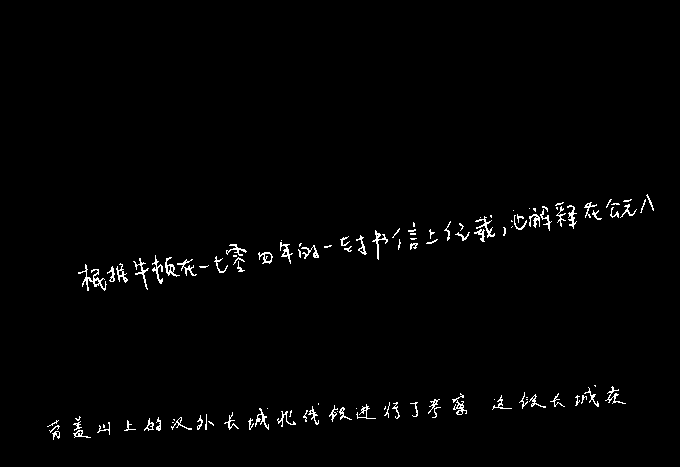 根据牛顿在一七零四年的一封书信上记载，他解释在公元八
盖山上的汉外长城北线段进行了考察 这段长城在